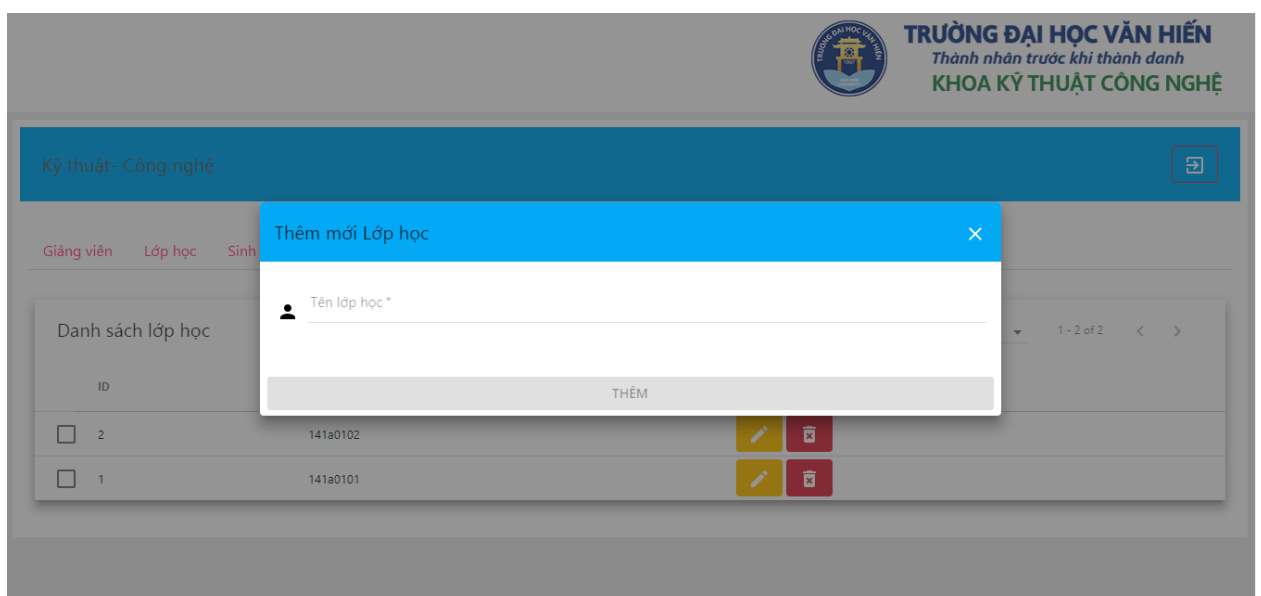 TRƯỜNG ĐẠI HỌC VĂN HIẾN
Thành nhân trước khi thành danh
KHOA KỸ THUẬT CÔNG NGHỆ
Kỹ thuật- Công nghệ
Thêm mới Lớp học
Giảng viên Lớp học Sinh
Tên lớp học *
Danh sách lớp học 1 - 2 of 2
ID
THÊM
2 141a0102
1 141a0101